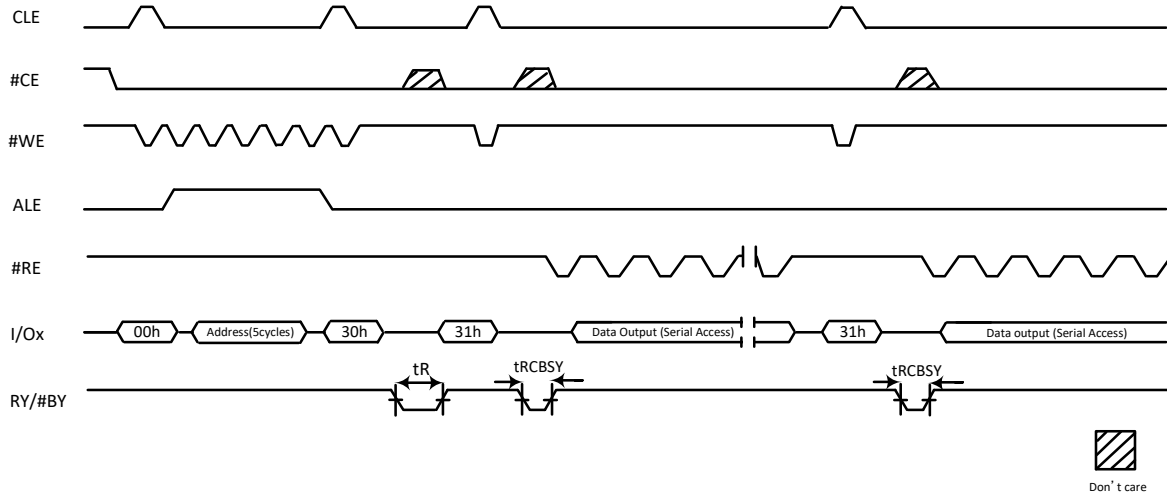 CLE
#CE
#WE
ALE
#RE
I/Ox 00h Address(5cycles) 30h 31h Data Output (Serial Access) 31h Data output (Serial Access)
tR tRCBSY tRCBSY
RY/#BY
Don’t care